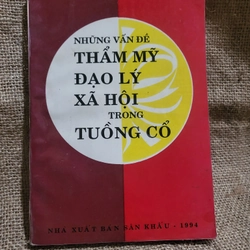 NHỮNG VẤN ĐỀ
THẨM MỸ
ĐẠO LÝ
XÃ HỘI
TRONG
TUỒNG CỔ
NHÀ XUẤT BẢN SÂN KHẤU - 1994